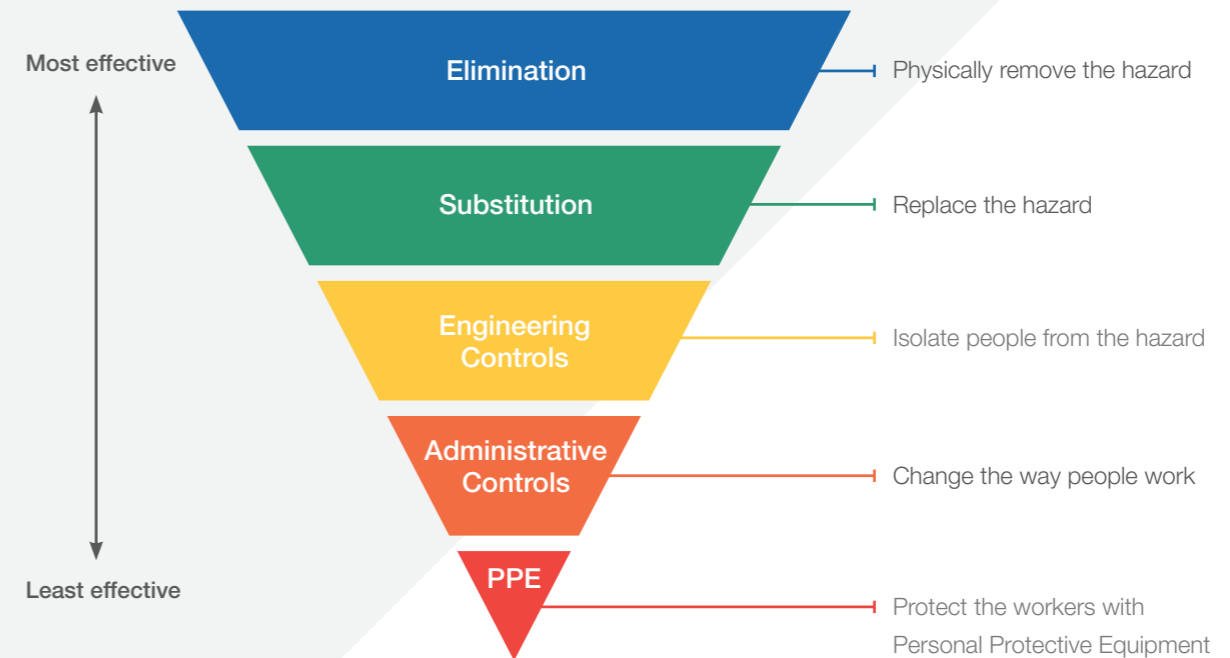 Most effective
Elimination
Physically remove the hazard
Substitution
Replace the hazard
Engineering
Controls
Isolate people from the hazard
Administrative
Controls
Change the way people work
Least effective
PPE
Protect the workers with
Personal Protective Equipment